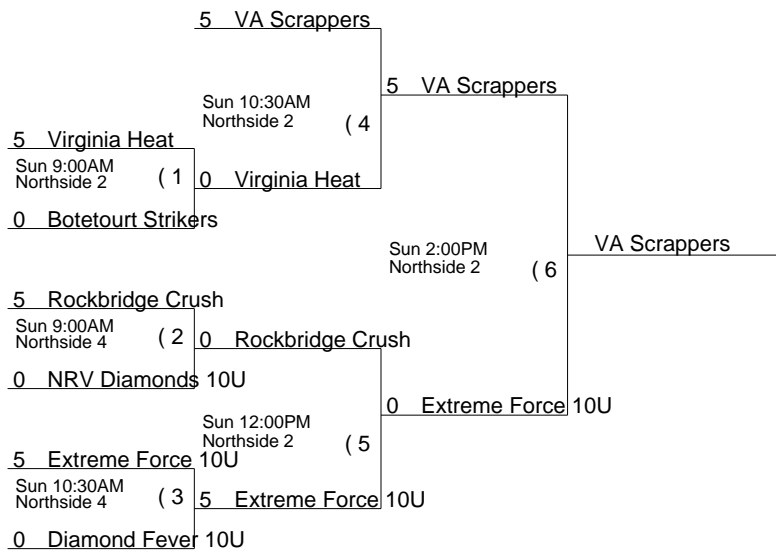 5 VA Scrappers
5 VA Scrappers
Sun 10:30AM
Northside 2
( 4
5 Virginia Heat
Sun 9:00AM
Northside 2
( 1
0 Virginia Heat
0 Botetourt Strikers
VA Scrappers
Sun 2:00PM
Northside 2
( 6
5 Rockbridge Crush
Sun 9:00AM
Northside 4
( 2
0 Rockbridge Crush
0 NRV Diamonds 10U
0 Extreme Force 10U
Sun 12:00PM
Northside 2
( 5
5 Extreme Force 10U
Sun 10:30AM
Northside 4
( 3
5 Extreme Force 10U
0 Diamond Fever 10U